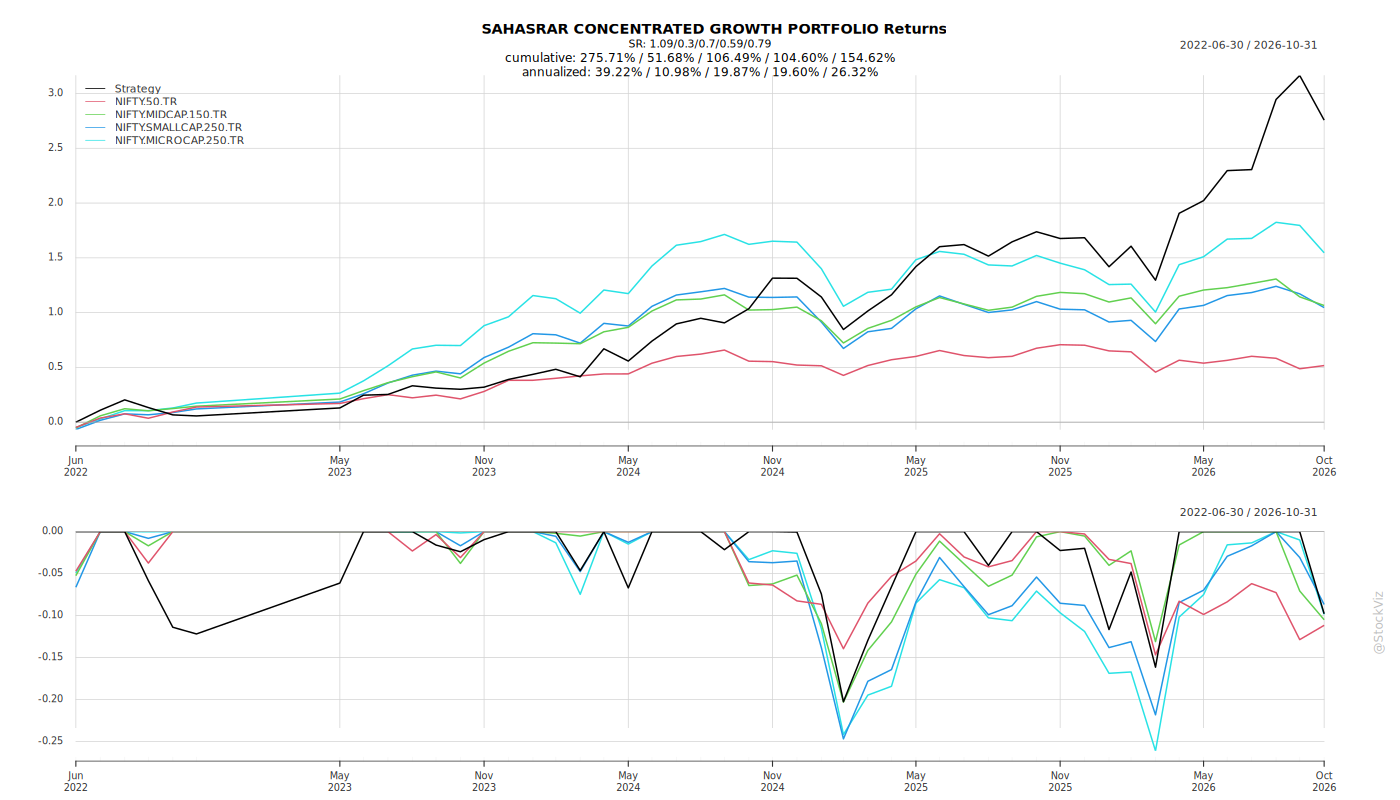 SAHASRAR CONCENTRATED GROWTH PORTFOLIO Returns
SR: 1.09/0.3/0.7/0.59/0.79
cumulative: 275.71% / 51.68% / 106.49% / 104.60% / 154.62%
annualized: 39.22% / 10.98% / 19.87% / 19.60% / 26.32%
2022-06-30 / 2026-10-31
Strategy
NIFTY.50.TR
NIFTY.MIDCAP.150.TR
NIFTY.SMALLCAP.250.TR
NIFTY.MICROCAP.250.TR
3.0
2.5
2.0
1.5
1.0
0.5
0.0
Jun 2022
May 2023
Nov 2023
May 2024
Nov 2024
May 2025
Nov 2025
May 2026
Oct 2026
2022-06-30 / 2026-10-31
0.00
-0.05
-0.10
-0.15
-0.20
-0.25
Jun 2022
May 2023
Nov 2023
May 2024
Nov 2024
May 2025
Nov 2025
May 2026
Oct 2026
@StockViz